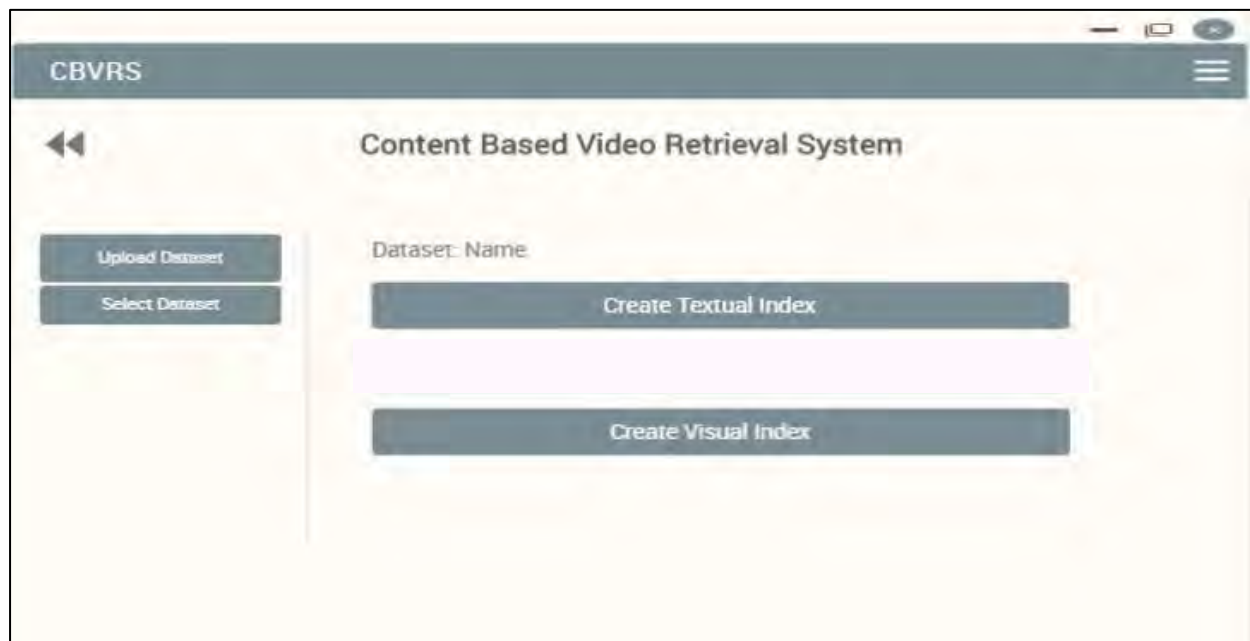 CBVRS
Content Based Video Retrieval System
Upload Dataset
Select Dataset
Dataset: Name
Create Textual Index
Create Visual Index